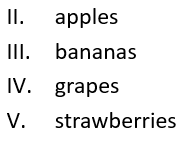 II. apples
III. bananas
IV. grapes
V. strawberries